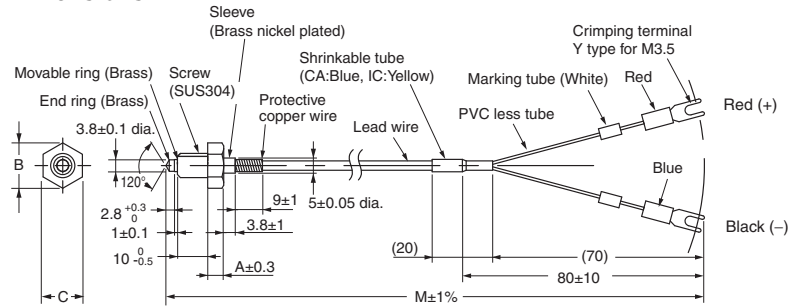 Sleeve
(Brass nickel plated)
Crimping terminal
Y type for M3.5
Shrinkable tube
(CA:Blue, IC:Yellow)
Movable ring (Brass)
Screw
(SUS304)
Marking tube (White)
Red
End ring (Brass)
Protective
copper wire
PVC less tube
Red (+)
3.8±0.1 dia.
Lead wire
B
120°
Blue
2.8 +0.3 0
9±1
5±0.05 dia.
1±0.1
3.8±1
Black (−)
10 0 -0.5
A±0.3
(20)
(70)
80±10
C
M±1%